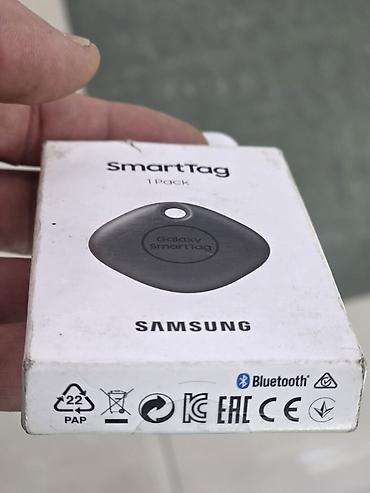 SmartTag
1 Pack
Galaxy
SmartTag
SAMSUNG
Bluetooth®
22
PAP
EAC CE